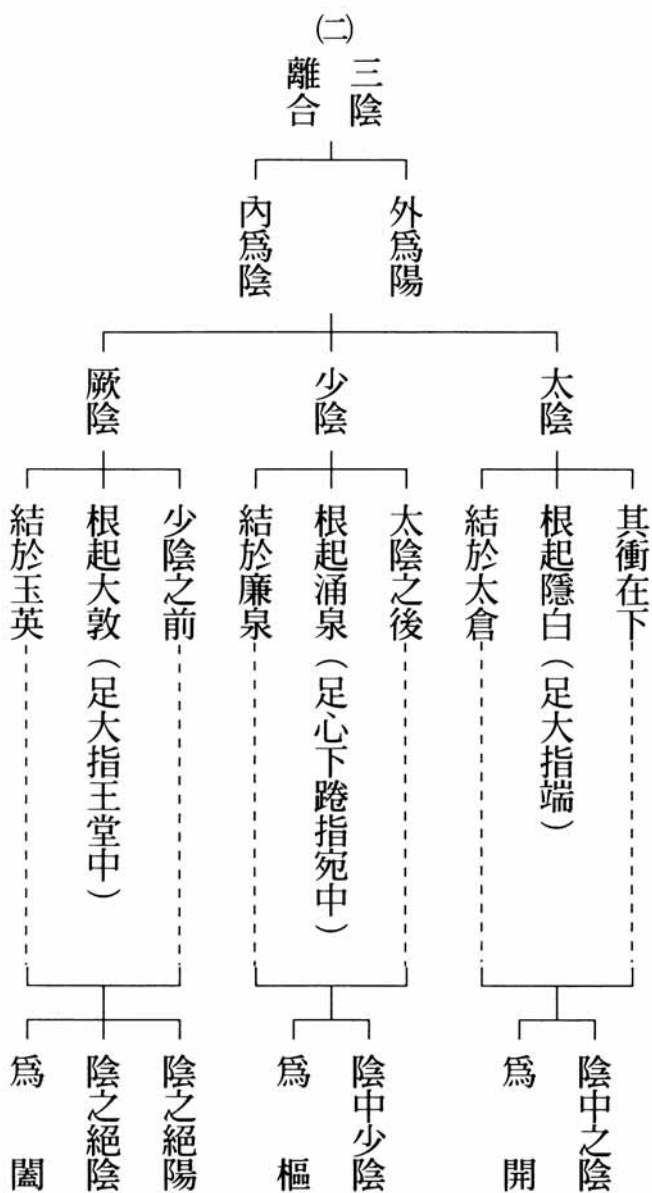 ㈡
三陰
離合
外爲陽
內爲陰
太陰
少陰
厥陰
其衝在下
根起隱白（足大指端）
結於太倉
太陰之後
根起涌泉（足心下踡指宛中）
結於廉泉
少陰之前
根起大敦（足大指王堂中）
結於玉英
陰中之陰
爲開
陰中少陰
爲樞
陰之絕陽
陰之絕陰
爲闔